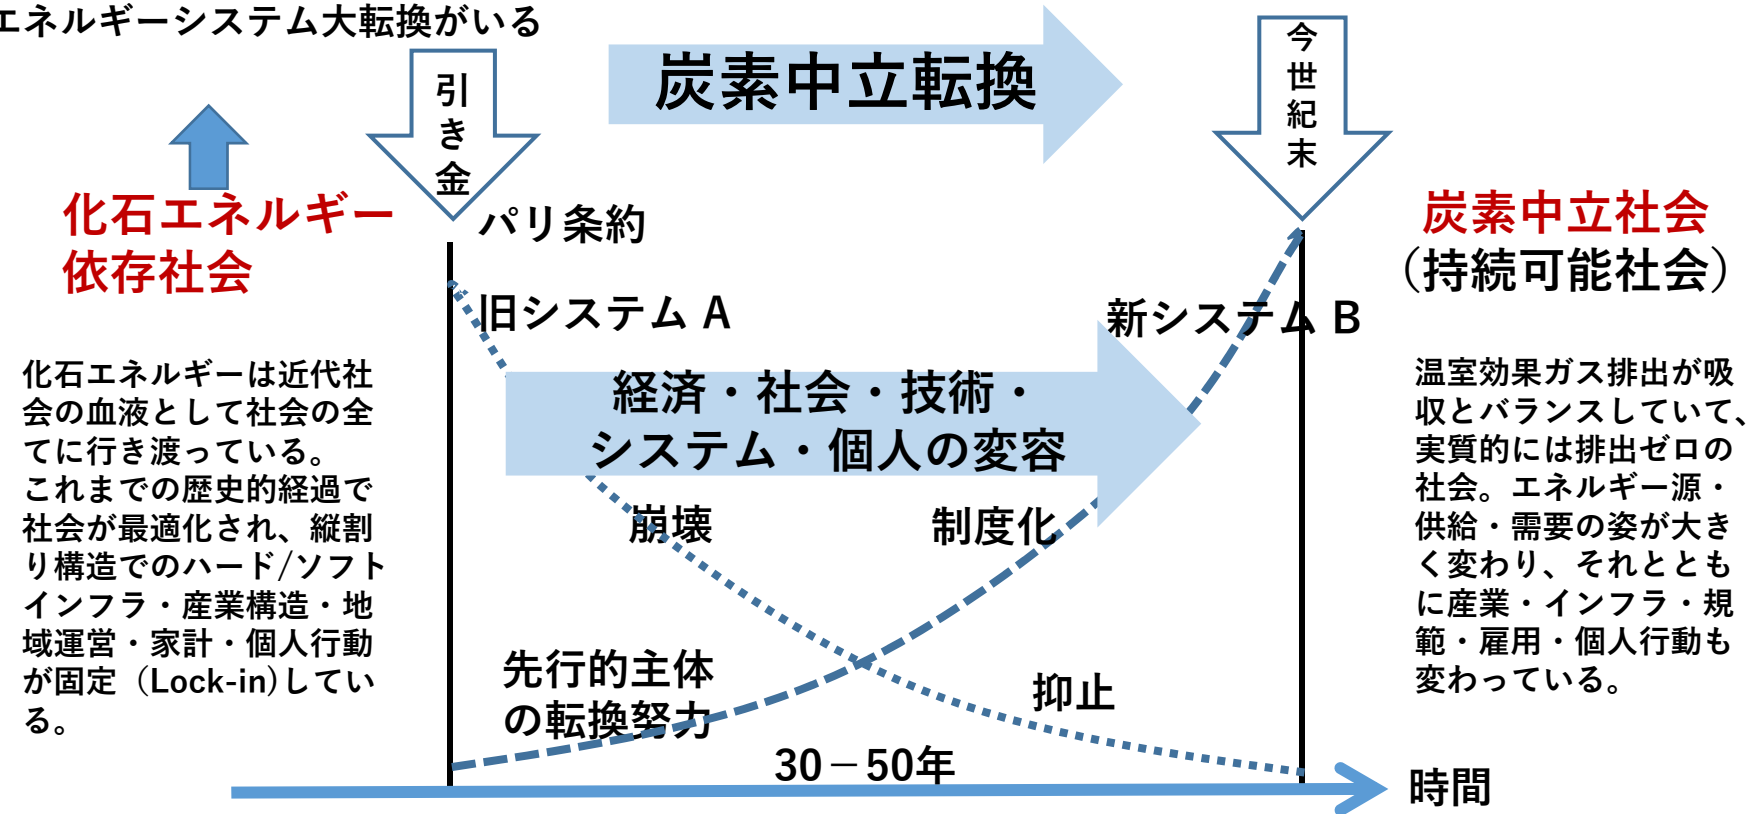 エネルギーシステム大転換がいる
引き金
炭素中立転換
今世紀末
化石エネルギー
依存社会
パリ条約
炭素中立社会
（持続可能社会）
旧システム A
新システム B
化石エネルギーは近代社
会の血液として社会の全
てに行き渡っている。
これまでの歴史的経過で
社会が最適化され、縦割
り構造でのハード/ソフト
インフラ・産業構造・地
域運営・家計・個人行動
が固定（Lock-in)してい
る。
経済・社会・技術・
システム・個人の変容
温室効果ガス排出が吸
収とバランスしていて、
実質的には排出ゼロの
社会。エネルギー源・
供給・需要の姿が大き
く変わり、それととも
に産業・インフラ・規
範・雇用・個人行動も
変わっている。
崩壊
制度化
先行的主体
の転換努力
抑止
30－50年
時間